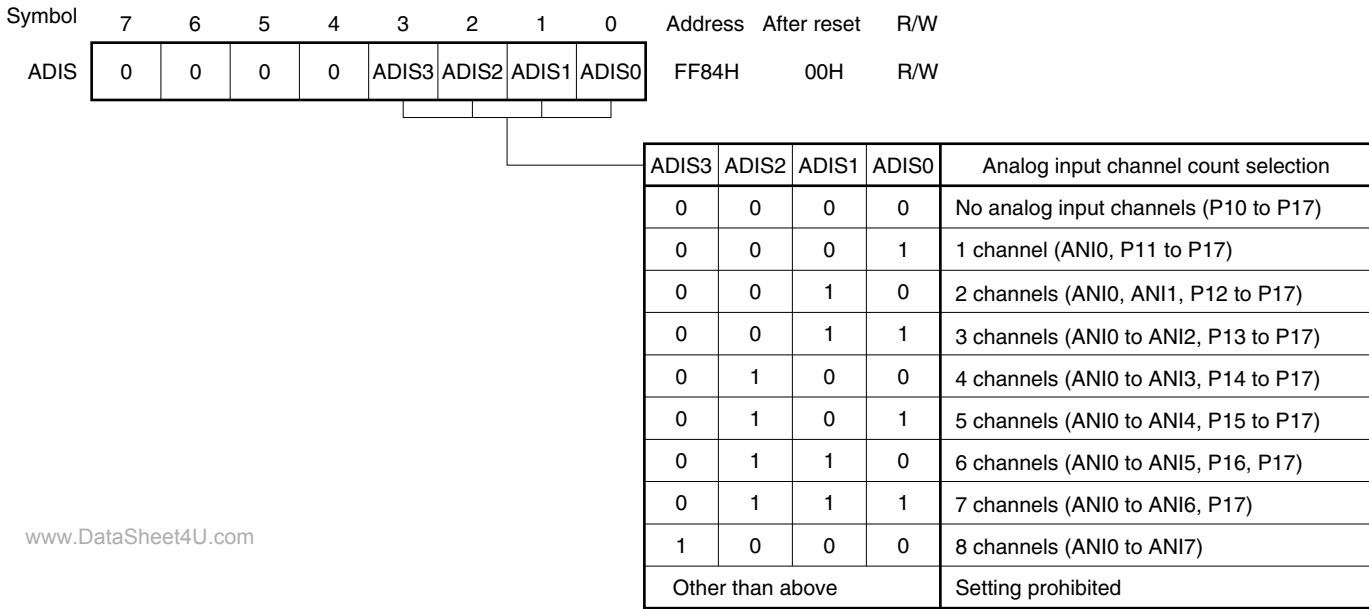 Symbol 7 6 5 4 3 2 1 0 Address After reset R/W
ADIS 0 0 0 0 ADIS3 ADIS2 ADIS1 ADIS0 FF84H 00H R/W
ADIS3 ADIS2 ADIS1 ADIS0 Analog input channel count selection
0 0 0 0 No analog input channels (P10 to P17)
0 0 0 1 1 channel (ANI0, P11 to P17)
0 0 1 0 2 channels (ANI0, ANI1, P12 to P17)
0 0 1 1 3 channels (ANI0 to ANI2, P13 to P17)
0 1 0 0 4 channels (ANI0 to ANI3, P14 to P17)
0 1 0 1 5 channels (ANI0 to ANI4, P15 to P17)
0 1 1 0 6 channels (ANI0 to ANI5, P16, P17)
0 1 1 1 7 channels (ANI0 to ANI6, P17)
1 0 0 0 8 channels (ANI0 to ANI7)
Other than above Setting prohibited
www.DataSheet4U.com